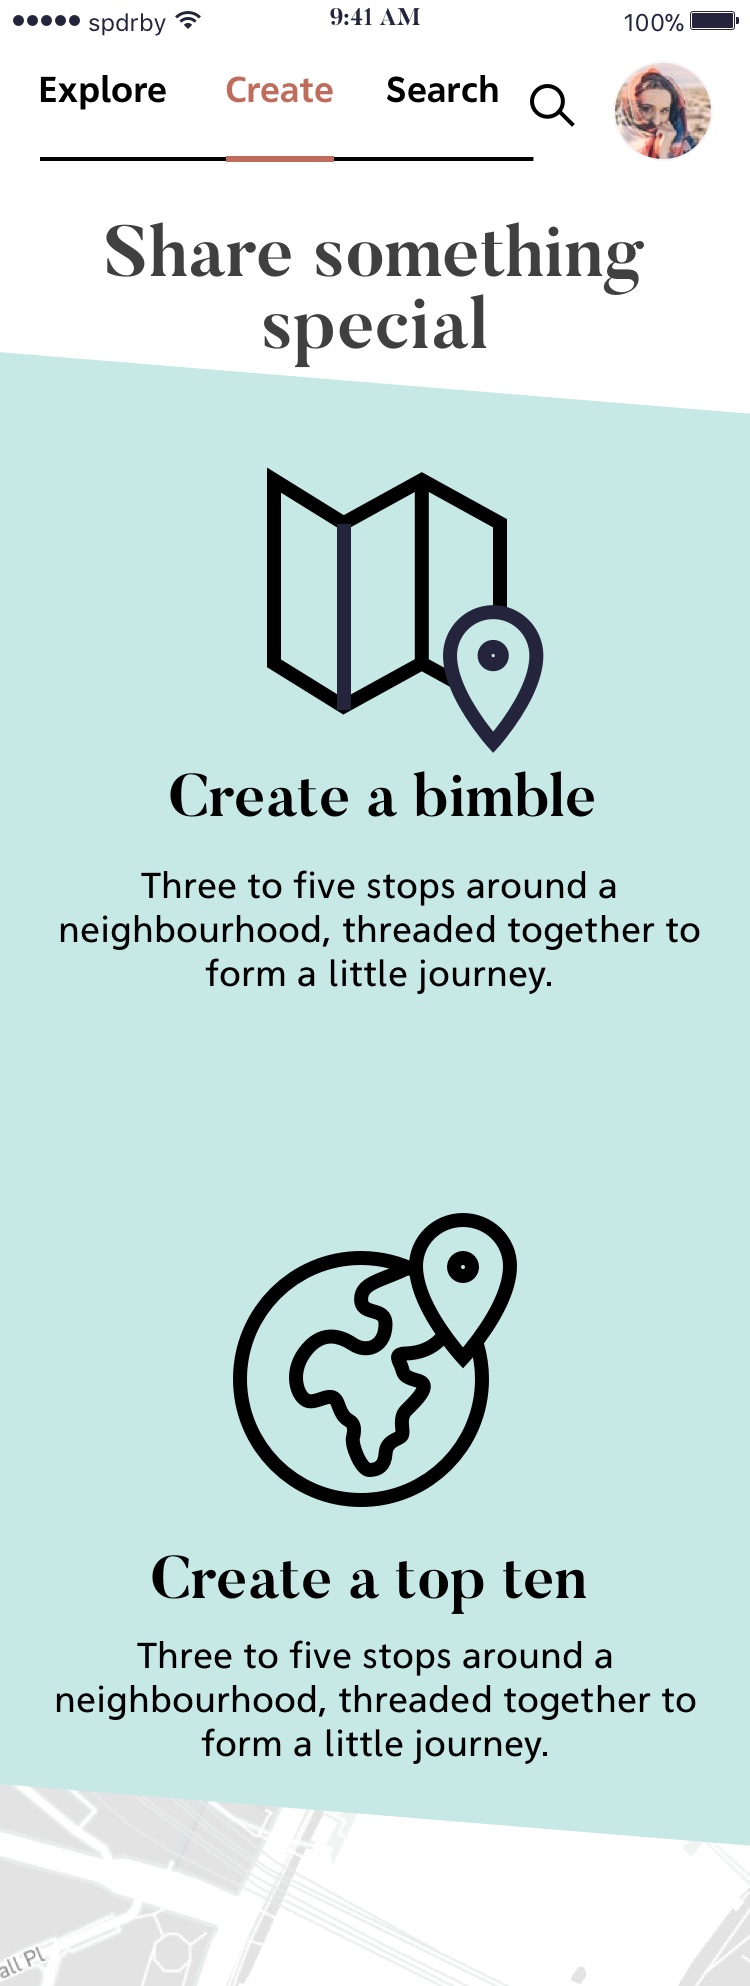 spdrby 9:41 AM 100%
Explore Create Search
Share something
special
Create a bimble
Three to five stops around a
neighbourhood, threaded together to
form a little journey.
Create a top ten
Three to five stops around a
neighbourhood, threaded together to
form a little journey.
all Pl